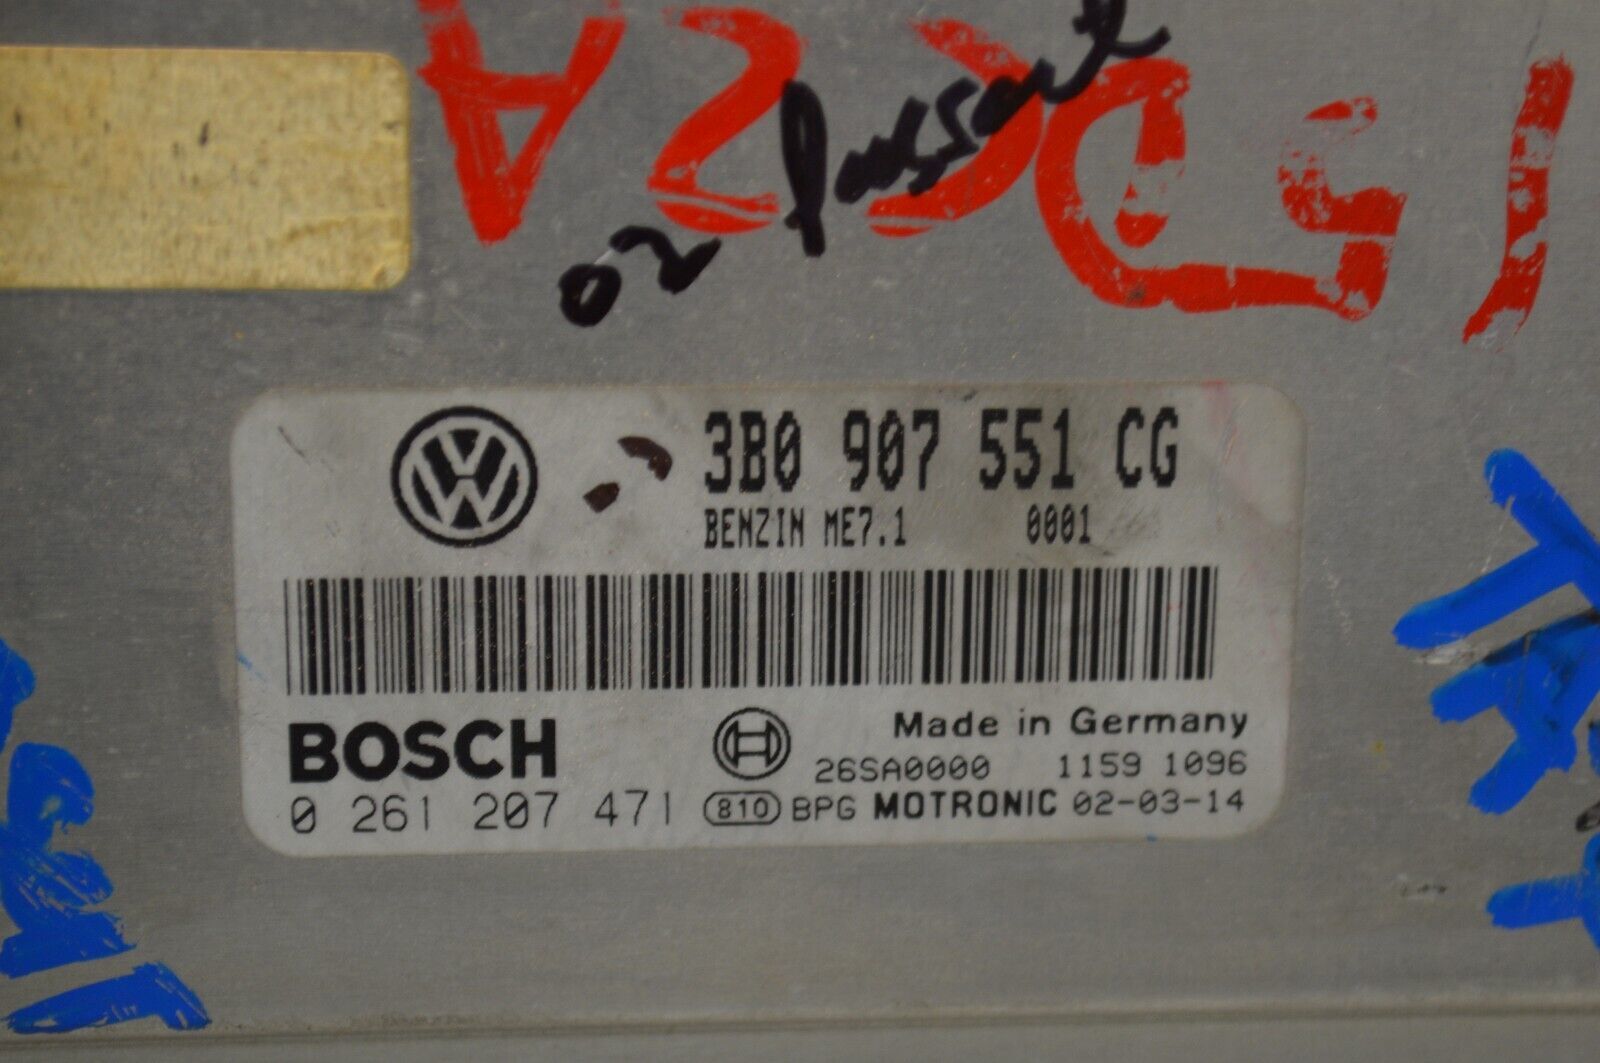 02 Passat
3B0 907 551 CG
BENZIN ME7.1 0001
BOSCH
Made in Germany
26SA0000 1159 1096
0 261 207 471 810 BPG MOTRONIC 02-03-14